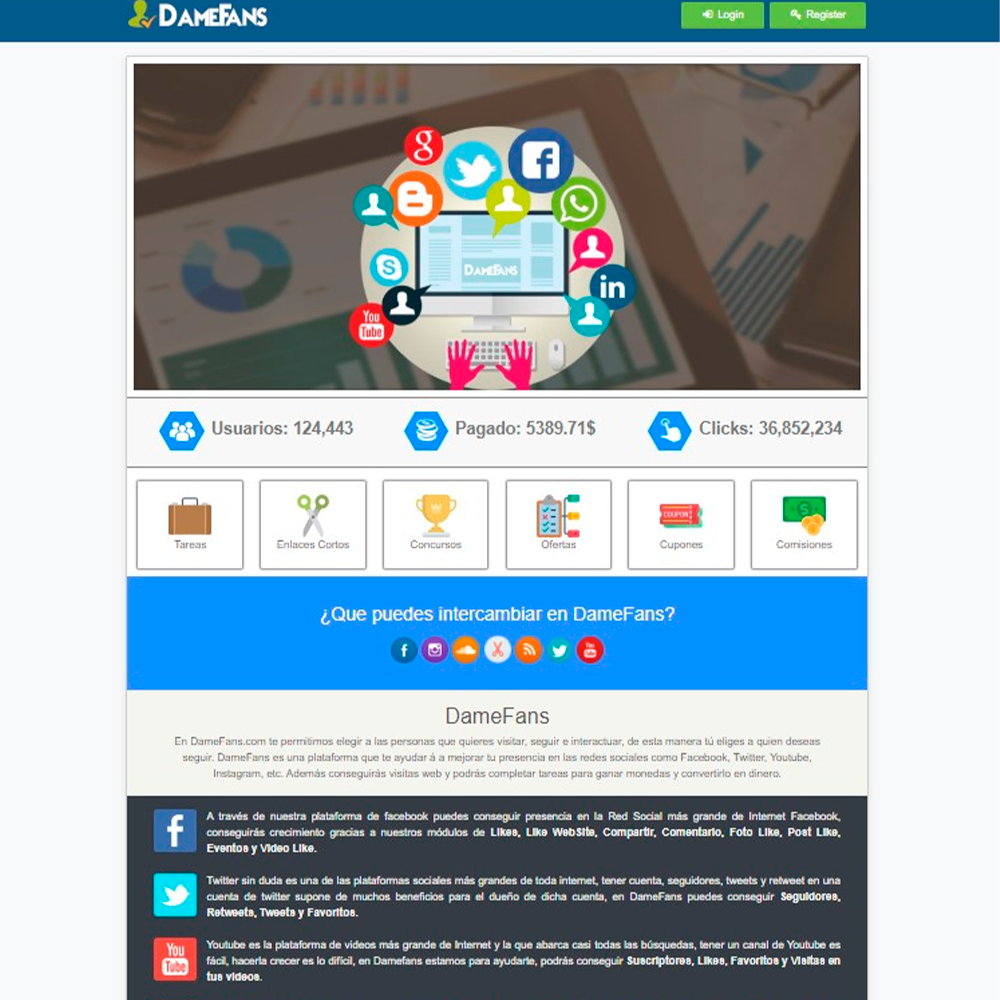 DAMEFANS
Login
Register
g
You
Tube
in
DAMEFANS
Usuarios: 124,443
Pagado: 5389.71$
Clicks: 36,852,234
COUPON
Tareas
Enlaces Cortos
Concursos
Ofertas
Cupones
Comisiones
¿Que puedes intercambiar en DameFans?
DameFans
En DameFans.com te permitimos elegir a las personas que quieres visitar, seguir e interactuar, de esta manera tú eliges a quien deseas
seguir. DameFans es una plataforma que te ayudar á a mejorar tu presencia en las redes sociales como Facebook, Twitter, Youtube,
Instagram, etc. Además conseguirás visitas web y podrás completar tareas para ganar monedas y convertirlo en dinero.
A través de nuestra plataforma de facebook puedes conseguir presencia en la Red Social más grande de Internet Facebook,
conseguirás crecimiento gracias a nuestros módulos de Likes, Like WebSite, Compartir, Comentario, Foto Like, Post Like,
Eventos y Video Like.
Twitter sin duda es una de las plataformas sociales más grandes de toda internet, tener cuenta, seguidores, tweets y retweet en una
cuenta de twitter supone de muchos beneficios para el dueño de dicha cuenta, en DameFans puedes conseguir Seguidores,
Retweets, Tweets y Favoritos.
You
Tube
Youtube es la plataforma de videos más grande de Internet y la que abarca casi todas las búsquedas, tener un canal de Youtube es
fácil, hacerla crecer es lo difícil, en Damefans estamos para ayudarte, podrás conseguir Suscriptores, Likes, Favoritos y Visitas en
tus videos.